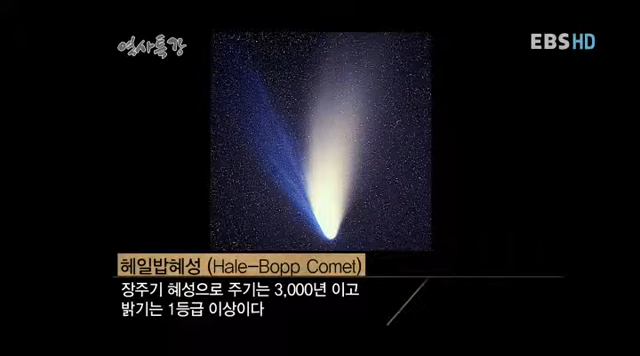 역사특강
EBS HD
헤일밥혜성 (Hale-Bopp Comet)
장주기 혜성으로 주기는 3,000년 이고
밝기는 1등급 이상이다